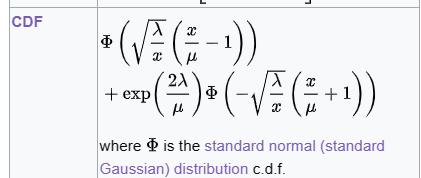 CDF
Φ(√(λ/x) (x/μ − 1))
+ exp(2λ/μ) Φ(−√(λ/x) (x/μ + 1))
where Φ is the standard normal (standard
Gaussian) distribution c.d.f.